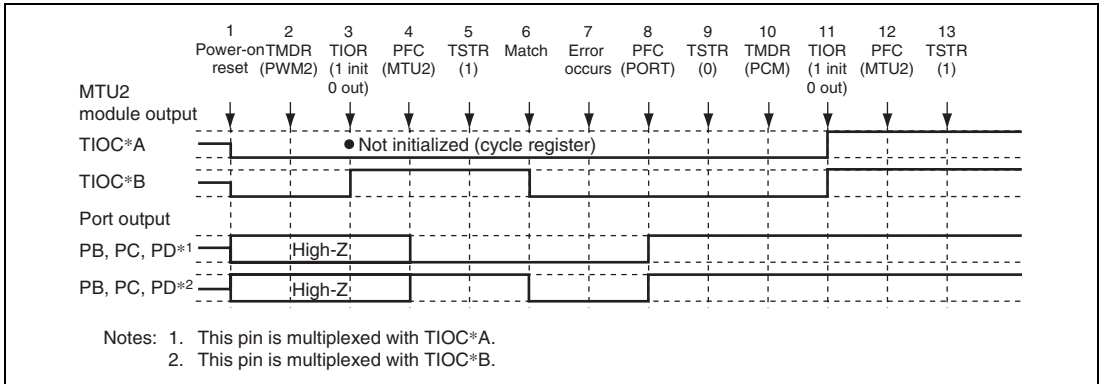 1 2 3 4 5 6 7 8 9 10 11 12 13
Power-on TMDR TIOR PFC TSTR Match Error PFC TSTR TMDR TIOR PFC TSTR
reset (PWM2) (1 init (MTU2) (1) occurs (PORT) (0) (PCM) (1 init (MTU2) (1)
0 out) 0 out)
MTU2
module output
TIOC*A
● Not initialized (cycle register)
TIOC*B
Port output
PB, PC, PD*1
High-Z
PB, PC, PD*2
High-Z
Notes: 1. This pin is multiplexed with TIOC*A.
2. This pin is multiplexed with TIOC*B.